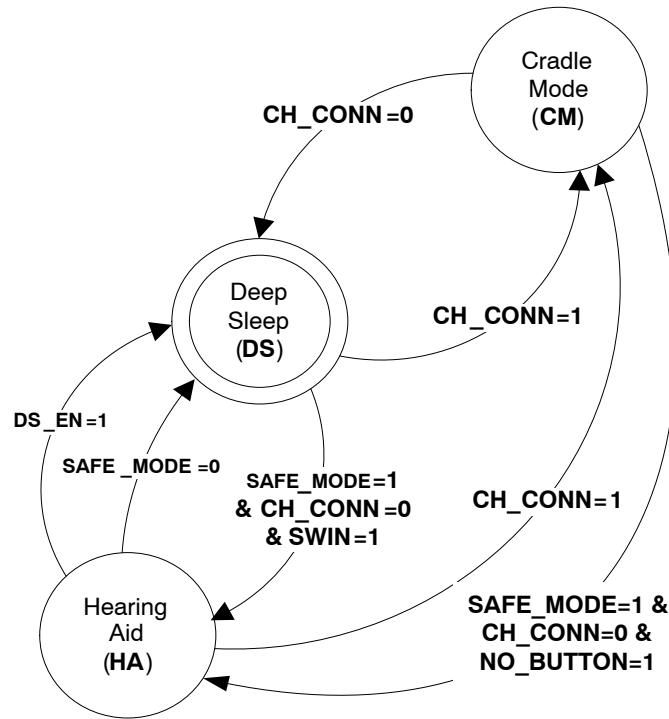 Cradle
Mode
(CM)
CH_CONN=0
Deep
Sleep
(DS)
CH_CONN=1
DS_EN=1
SAFE_MODE=0
SAFE_MODE=1
& CH_CONN=0
& SWIN=1
CH_CONN=1
Hearing
Aid
(HA)
SAFE_MODE=1 &
CH_CONN=0 &
NO_BUTTON=1